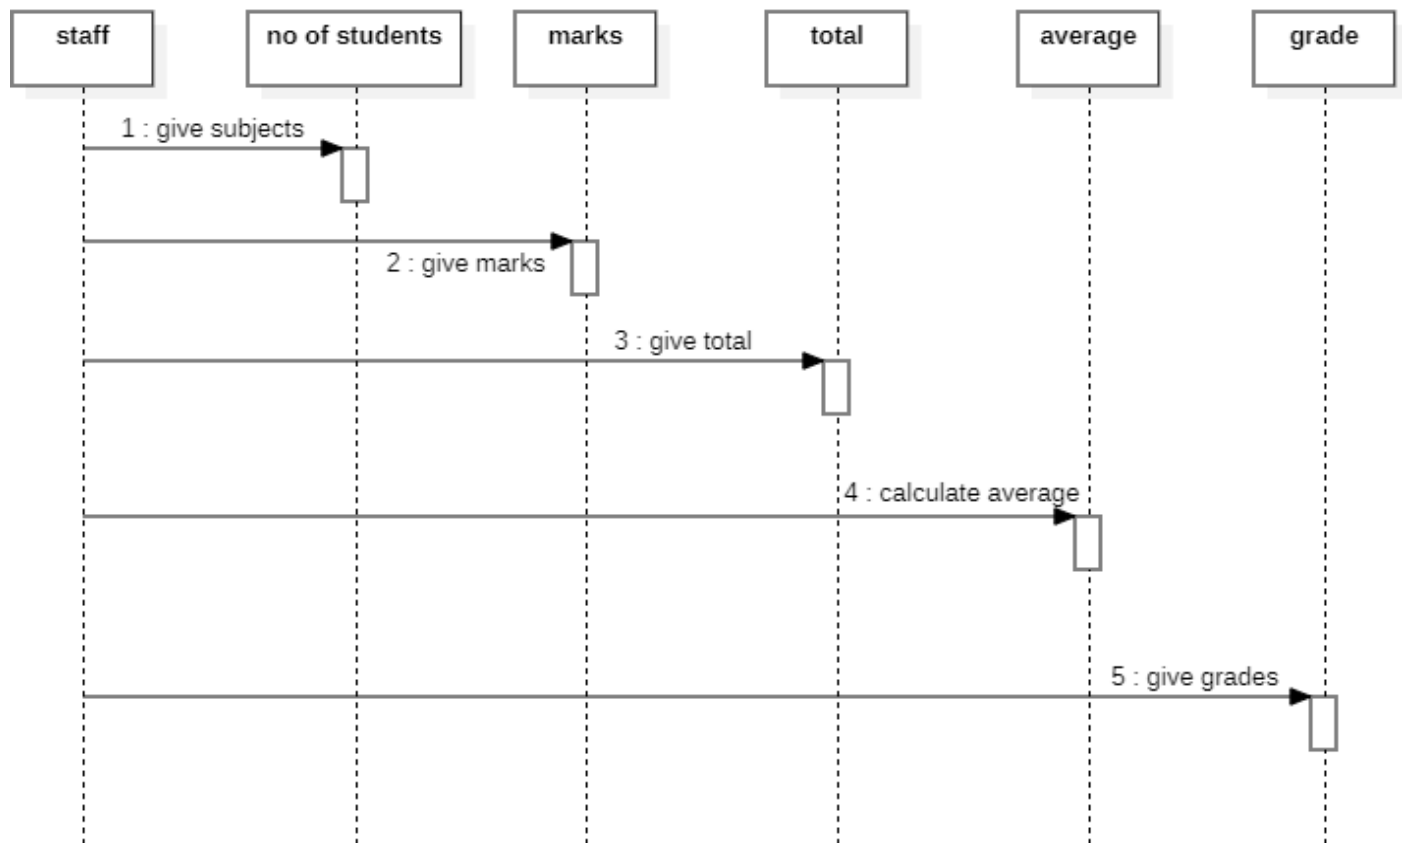 staff
no of students
marks
total
average
grade
1 : give subjects
2 : give marks
3 : give total
4 : calculate average
5 : give grades